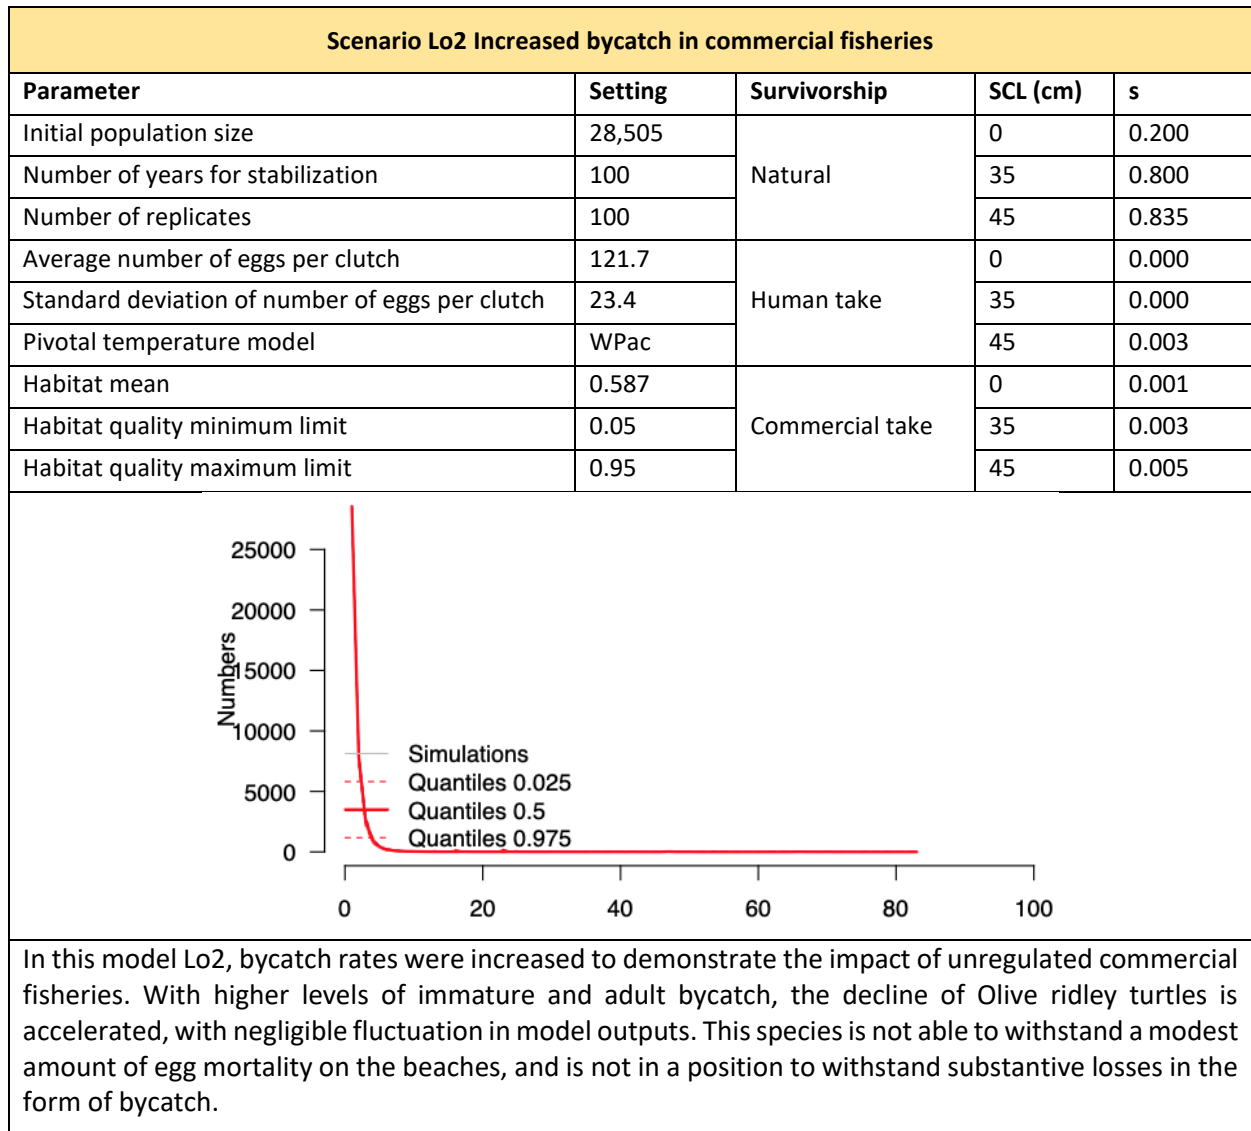 Scenario Lo2 Increased bycatch in commercial fisheries
Parameter Setting Survivorship SCL (cm) s
Initial population size 28,505 0 0.200
Number of years for stabilization 100 Natural 35 0.800
Number of replicates 100 45 0.835
Average number of eggs per clutch 121.7 0 0.000
Standard deviation of number of eggs per clutch 23.4 Human take 35 0.000
Pivotal temperature model WPac 45 0.003
Habitat mean 0.587 0 0.001
Habitat quality minimum limit 0.05 Commercial take 35 0.003
Habitat quality maximum limit 0.95 45 0.005
25000
20000
15000
10000
5000
0
Numbers
Simulations
Quantiles 0.025
Quantiles 0.5
Quantiles 0.975
0 20 40 60 80 100
In this model Lo2, bycatch rates were increased to demonstrate the impact of unregulated commercial
fisheries. With higher levels of immature and adult bycatch, the decline of Olive ridley turtles is
accelerated, with negligible fluctuation in model outputs. This species is not able to withstand a modest
amount of egg mortality on the beaches, and is not in a position to withstand substantive losses in the
form of bycatch.